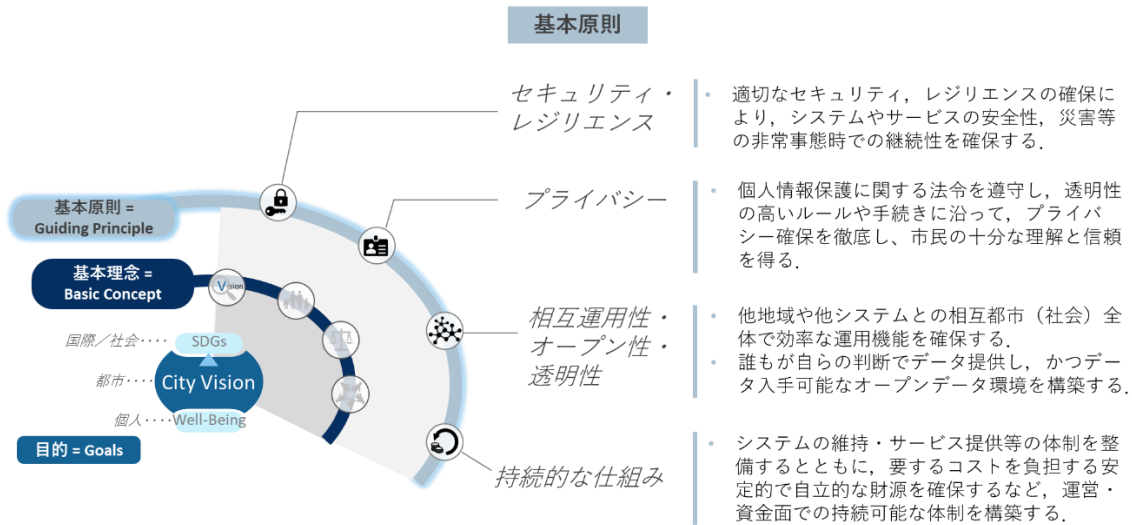 基本原則
セキュリティ・
レジリエンス
• 適切なセキュリティ，レジリエンスの確保に
より，システムやサービスの安全性，災害等
の非常事態時での継続性を確保する．
プライバシー
• 個人情報保護に関する法令を遵守し，透明性
の高いルールや手続きに沿って，プライバ
シー確保を徹底し、市民の十分な理解と信頼
を得る．
相互運用性・
オープン性・
透明性
• 他地域や他システムとの相互都市（社会）全
体で効率な運用機能を確保する．
• 誰もが自らの判断でデータ提供し，かつデー
タ入手可能なオープンデータ環境を構築する．
持続的な仕組み
• システムの維持・サービス提供等の体制を整
備するとともに，要するコストを負担する安
定的で自立的な財源を確保するなど，運営・
資金面での持続可能な体制を構築する．
基本原則 =
Guiding Principle
基本理念 =
Basic Concept
Vision
国際／社会････
SDGs
都市････
City Vision
個人････
Well-Being
目的 = Goals